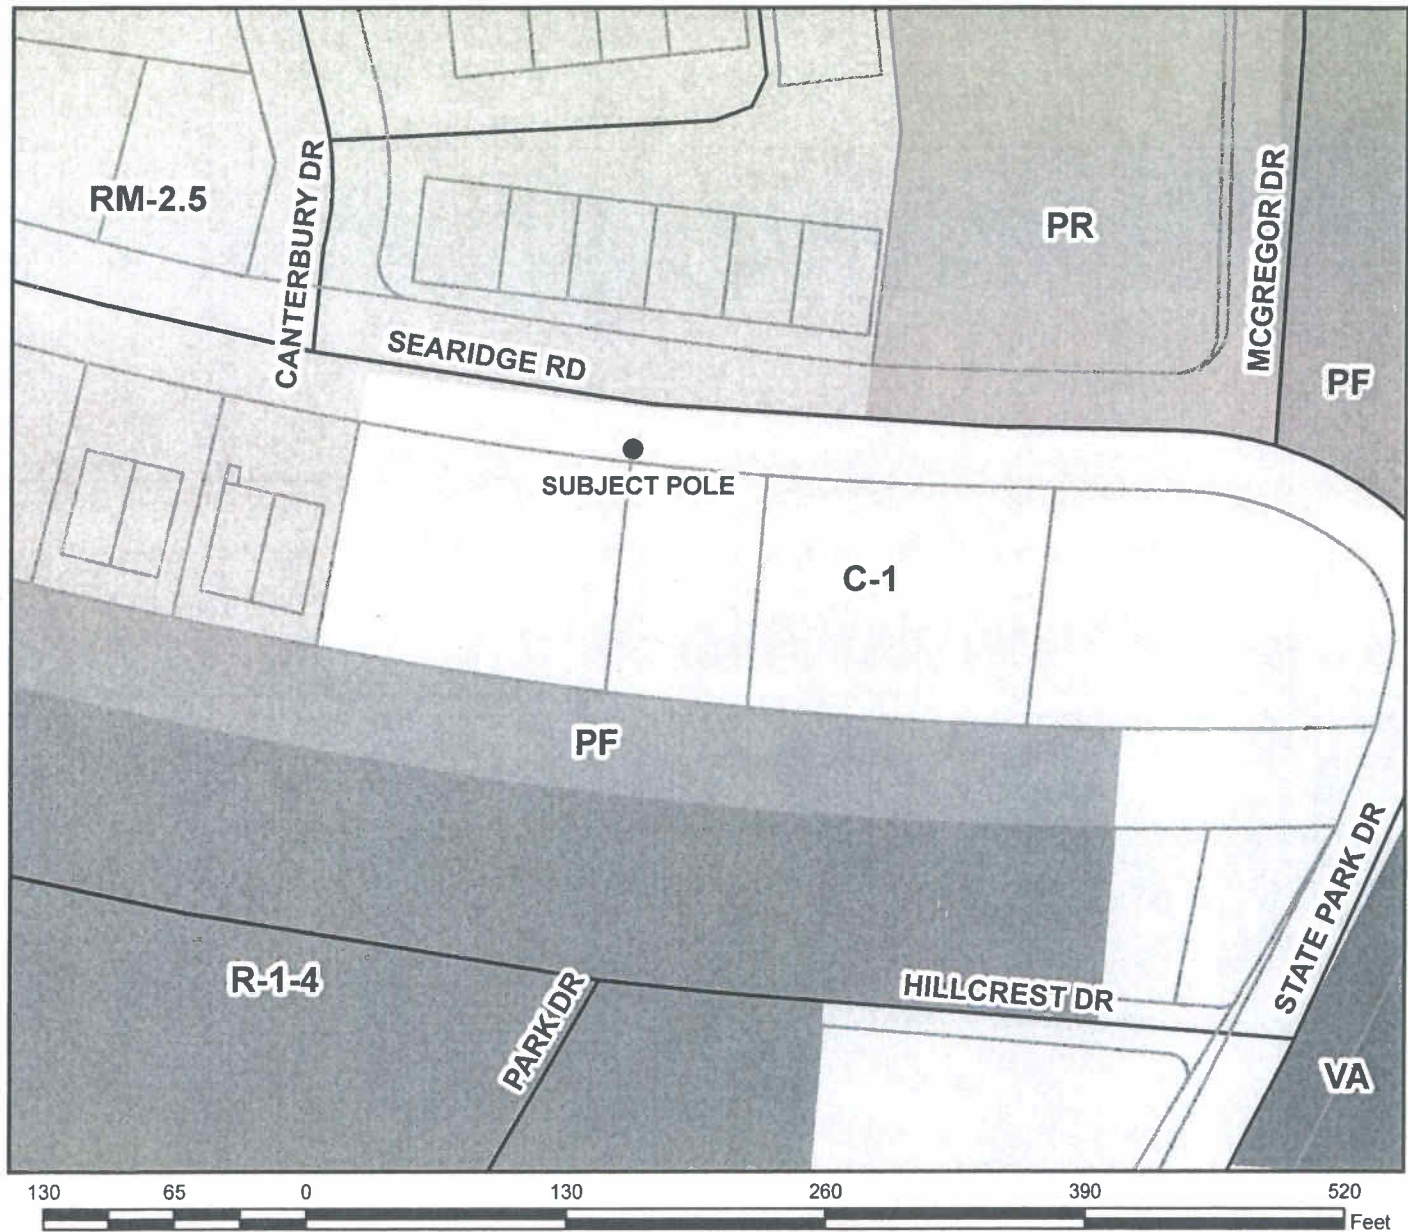 RM-2.5
CANTERBURY DR
PR
MCGREGOR DR
SEARIDGE RD
PF
SUBJECT POLE
C-1
PF
STATE PARK DR
R-1-4
PARK DR
HILLCREST DR
VA
130 65 0 130 260 390 520
Feet